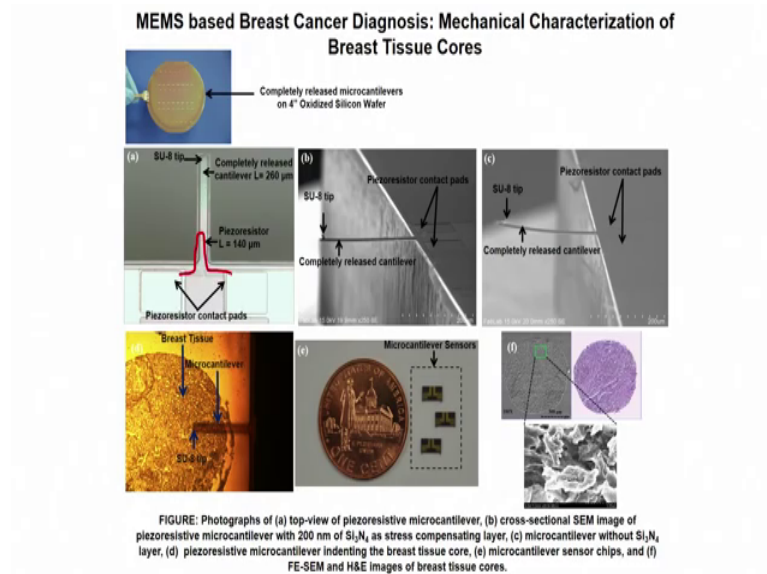 MEMS based Breast Cancer Diagnosis: Mechanical Characterization of
Breast Tissue Cores
Completely released microcantilevers
on 4" Oxidized Silicon Wafer
(a)
SU-8 tip
Completely released
cantilever L= 260 µm
Piezoresistor
L = 140 µm
Piezoresistor contact pads
(b)
Piezoresistor contact pads
SU-8 tip
Completely released cantilever
(c)
Piezoresistor contact pads
SU-8 tip
Completely released cantilever
(d)
Breast Tissue
Microcantilever
SU-8 tip
(e)
Microcantilever Sensors
ONE CENT
(f)
FIGURE: Photographs of (a) top-view of piezoresistive microcantilever, (b) cross-sectional SEM image of
piezoresistive microcantilever with 200 nm of Si₃N₄ as stress compensating layer, (c) microcantilever without Si₃N₄
layer, (d) piezoresistive microcantilever indenting the breast tissue core, (e) microcantilever sensor chips, and (f)
FE-SEM and H&E images of breast tissue cores.